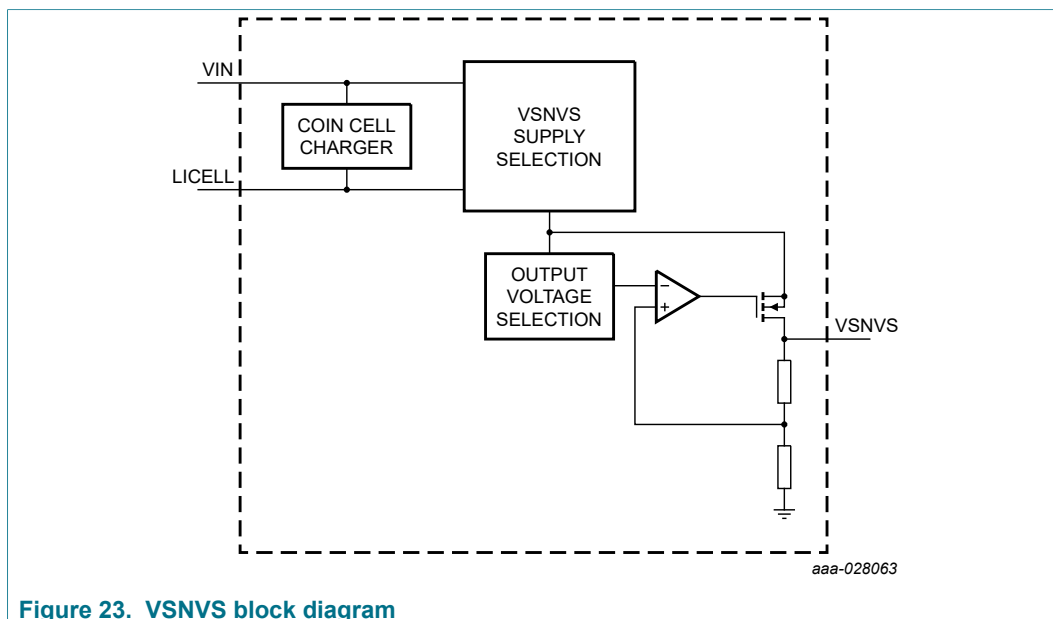 VIN
COIN CELL
CHARGER
LICELL
VSNVS
SUPPLY
SELECTION
OUTPUT
VOLTAGE
SELECTION
−
+
VSNVS
aaa-028063
Figure 23. VSNVS block diagram